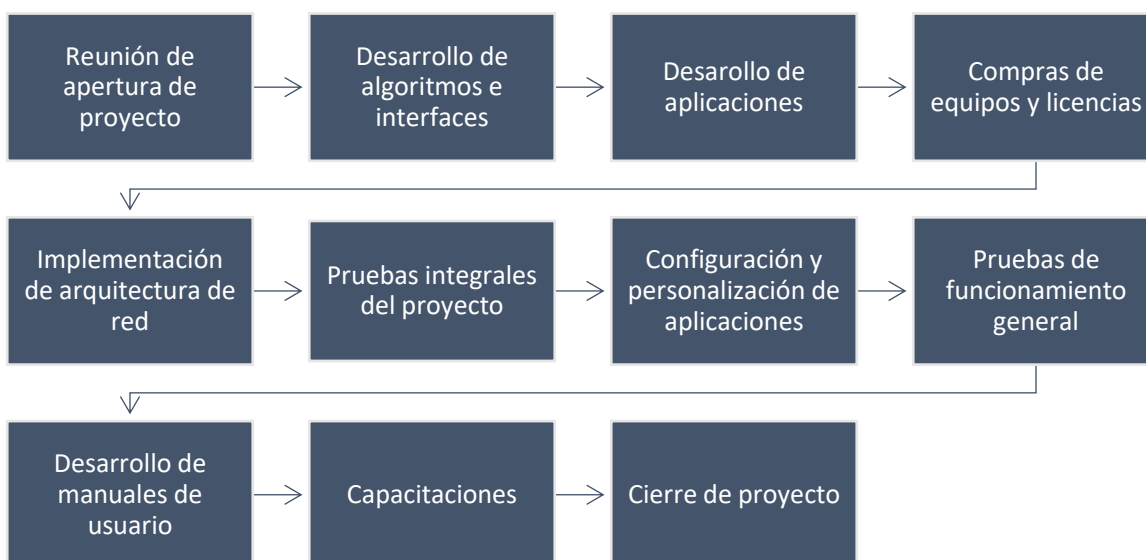 Reunión de
apertura de
proyecto
Desarrollo de
algoritmos e
interfaces
Desarollo de
aplicaciones
Compras de
equipos y licencias
Implementación
de arquitectura de
red
Pruebas integrales
del proyecto
Configuración y
personalización de
aplicaciones
Pruebas de
funcionamiento
general
Desarrollo de
manuales de
usuario
Capacitaciones
Cierre de proyecto